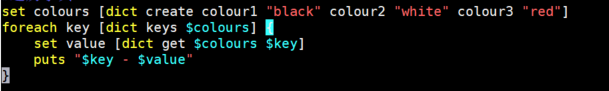 set colours [dict create colour1 "black" colour2 "white" colour3 "red"]
foreach key [dict keys $colours] {
    set value [dict get $colours $key]
    puts "$key - $value"
}